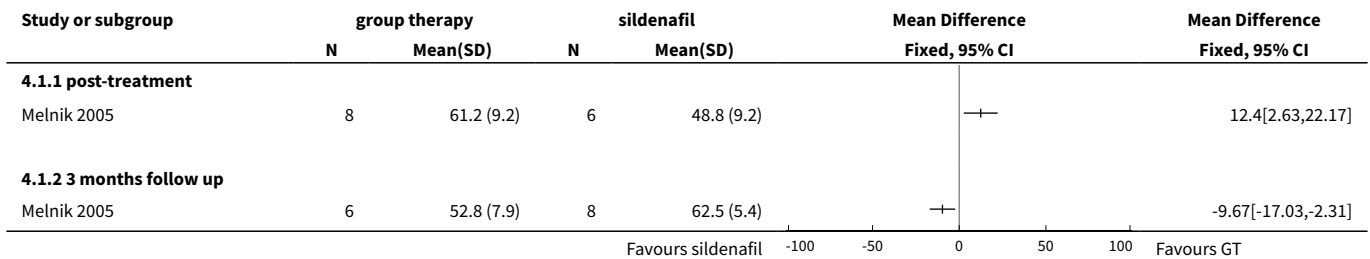 Study or subgroup group therapy sildenafil Mean Difference Mean Difference
N Mean(SD) N Mean(SD) Fixed, 95% CI Fixed, 95% CI
4.1.1 post-treatment
Melnik 2005 8 61.2 (9.2) 6 48.8 (9.2) 12.4[2.63,22.17]
4.1.2 3 months follow up
Melnik 2005 6 52.8 (7.9) 8 62.5 (5.4) -9.67[-17.03,-2.31]
Favours sildenafil -100 -50 0 50 100 Favours GT